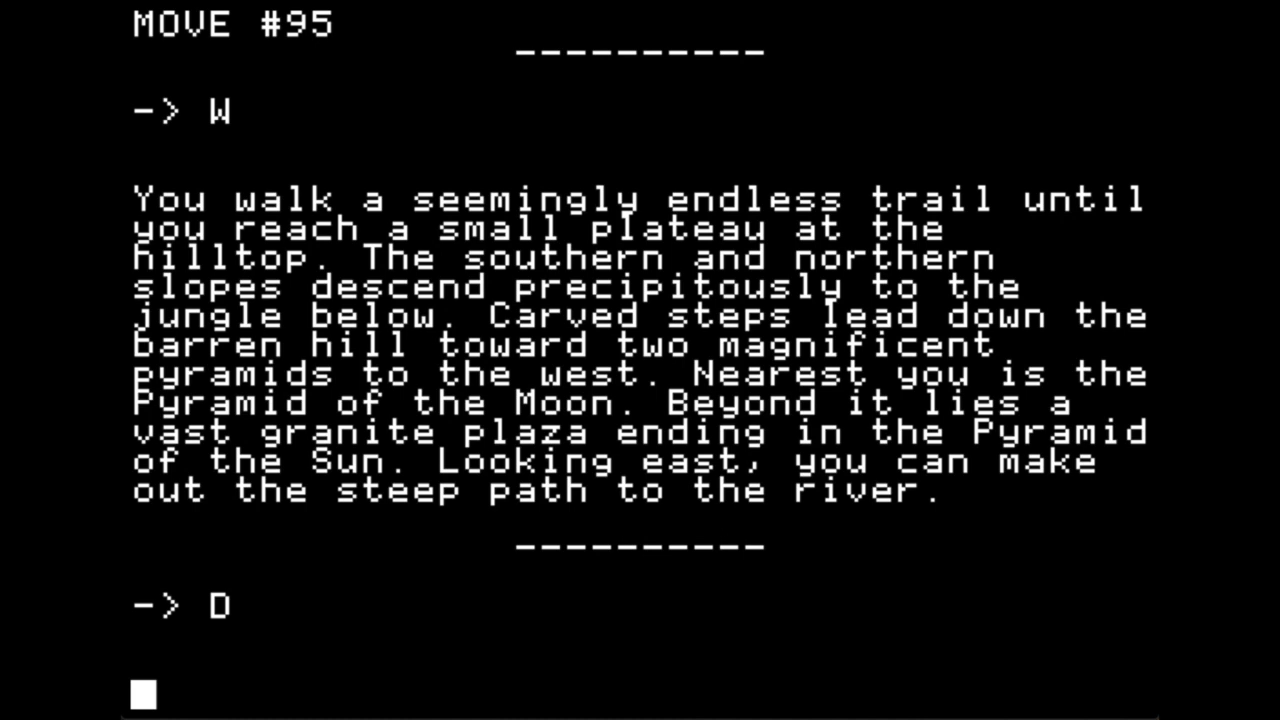 MOVE #95
----------
-> W
You walk a seemingly endless trail until
you reach a small plateau at the
hilltop. The southern and northern
slopes descend precipitously to the
jungle below. Carved steps lead down the
barren hill toward two magnificent
pyramids to the west. Nearest you is the
Pyramid of the Moon. Beyond it lies a
vast granite plaza ending in the Pyramid
of the Sun. Looking east, you can make
out the steep path to the river.
----------
-> D